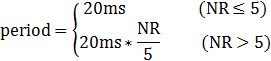 period = { 20ms (NR ≤ 5)
20ms * NR/5 (NR > 5)